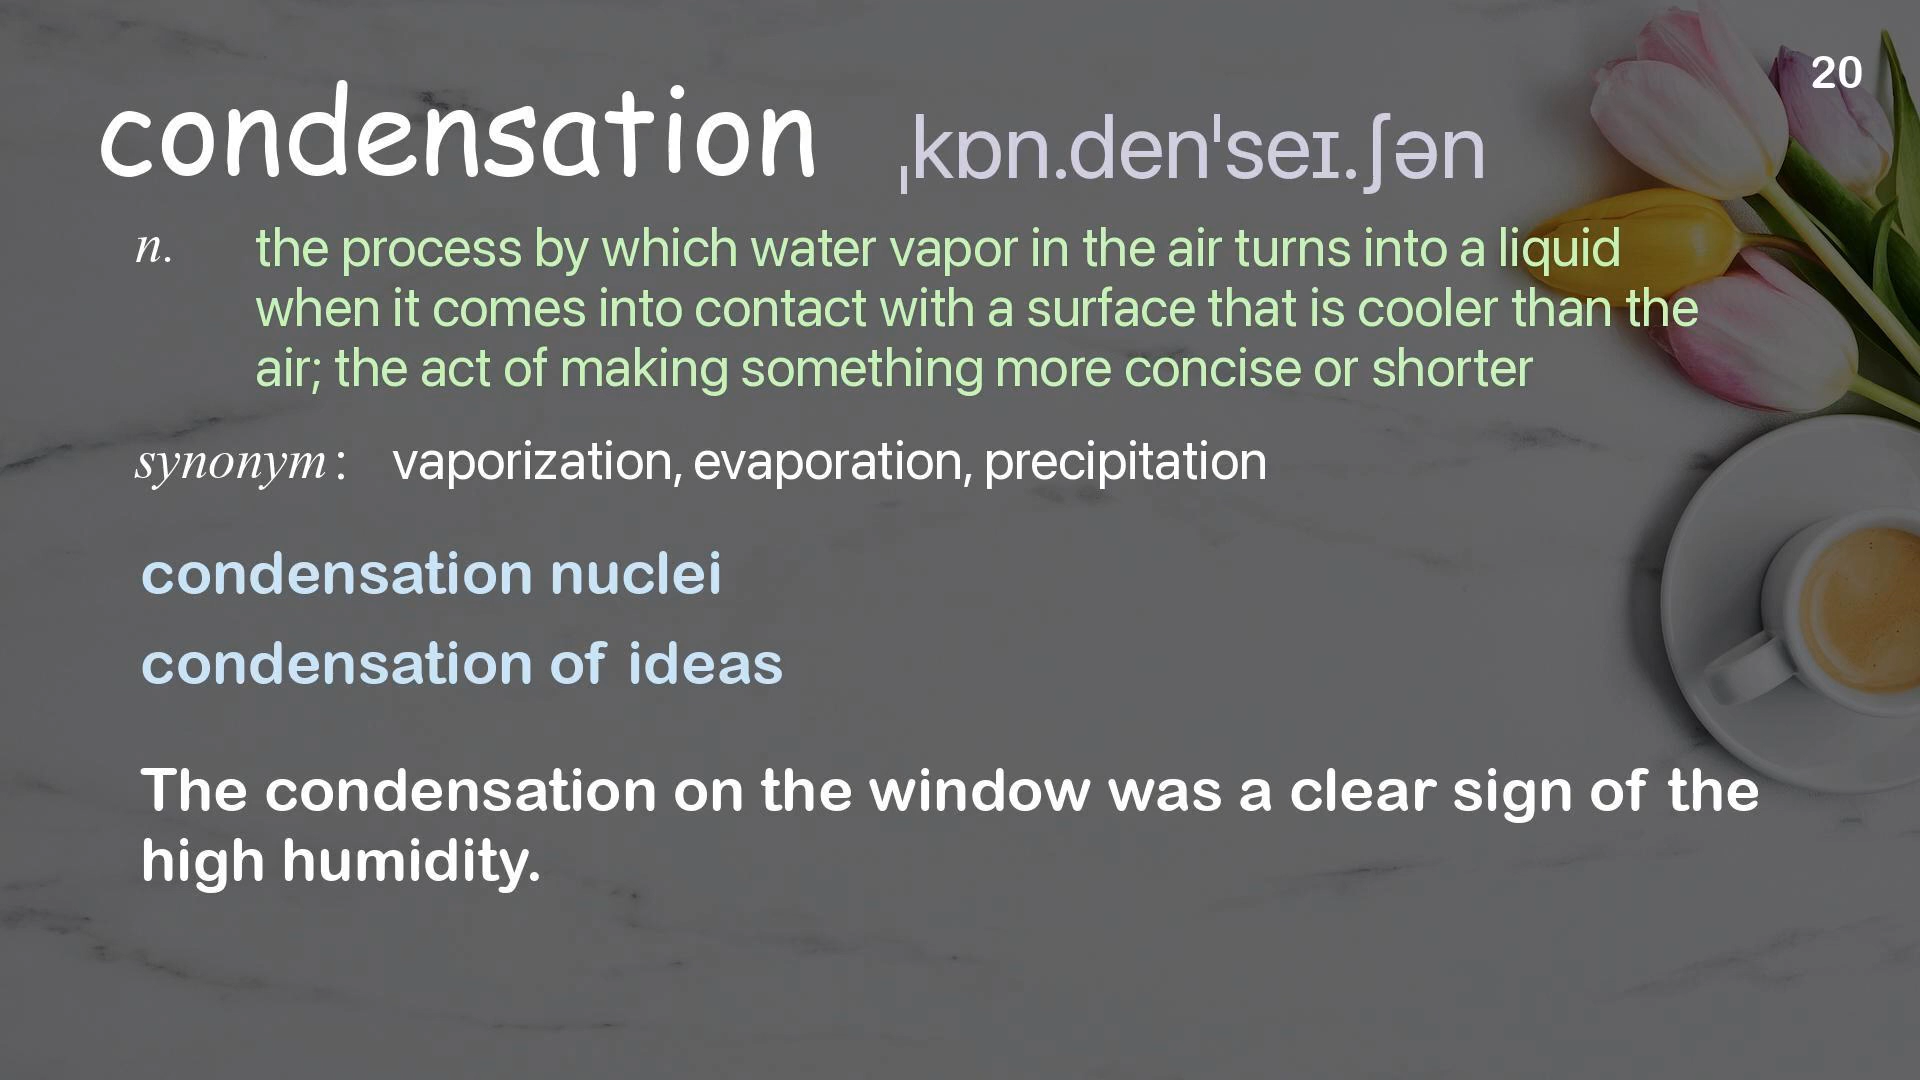 20
condensation ˌkɒn.den'seɪ.ʃən
n. the process by which water vapor in the air turns into a liquid
when it comes into contact with a surface that is cooler than the
air; the act of making something more concise or shorter
synonym: vaporization, evaporation, precipitation
condensation nuclei
condensation of ideas
The condensation on the window was a clear sign of the
high humidity.